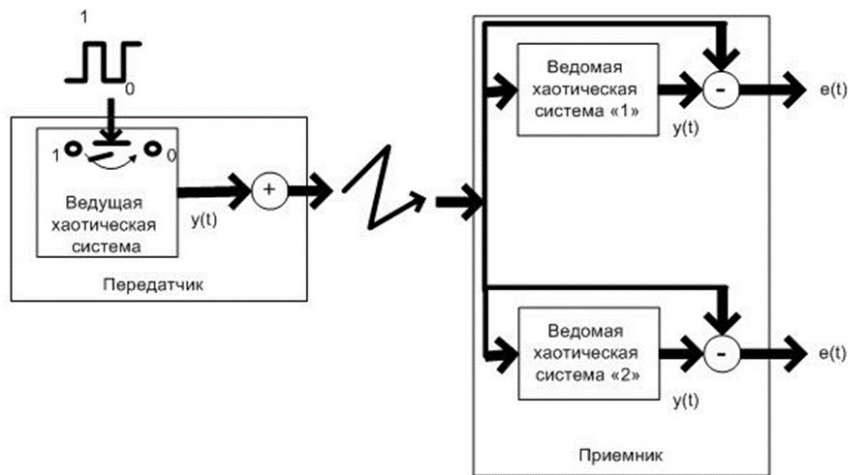 1
0
1
0
Ведущая
хаотическая
система
y(t)
+
Передатчик
Ведомая
хаотическая
система «1»
y(t)
-
e(t)
Ведомая
хаотическая
система «2»
y(t)
-
e(t)
Приемник